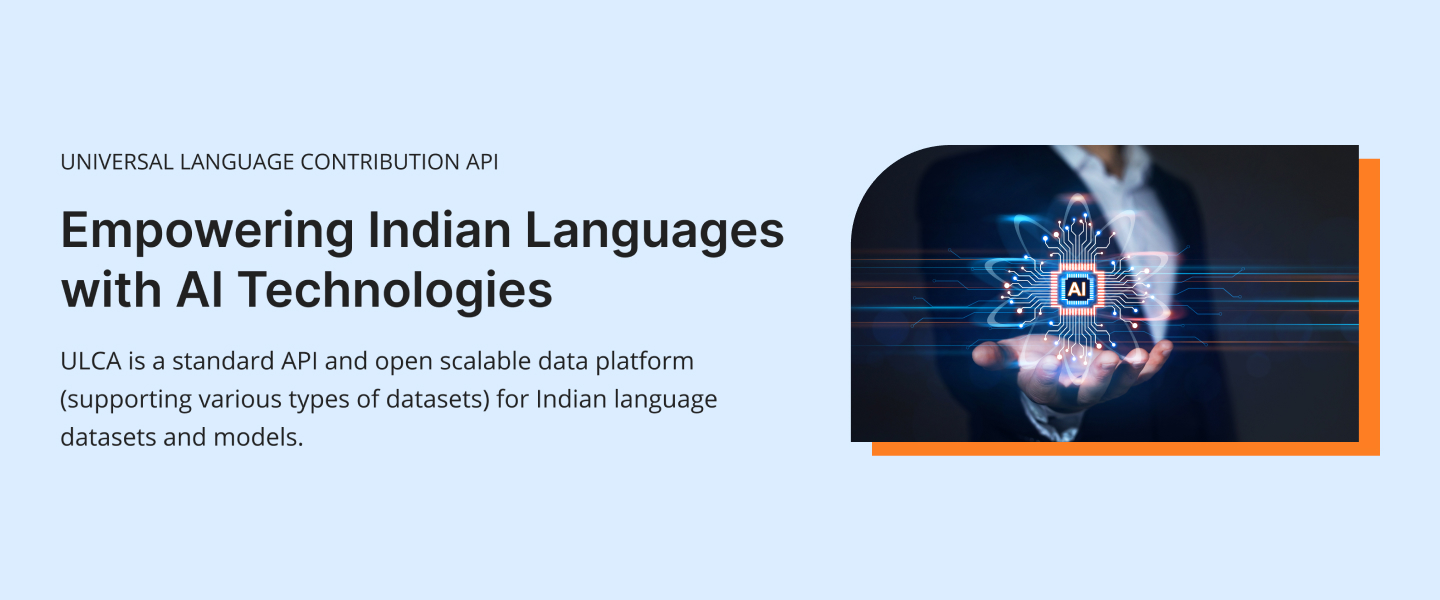 UNIVERSAL LANGUAGE CONTRIBUTION API
Empowering Indian Languages
with AI Technologies
ULCA is a standard API and open scalable data platform
(supporting various types of datasets) for Indian language
datasets and models.
AI